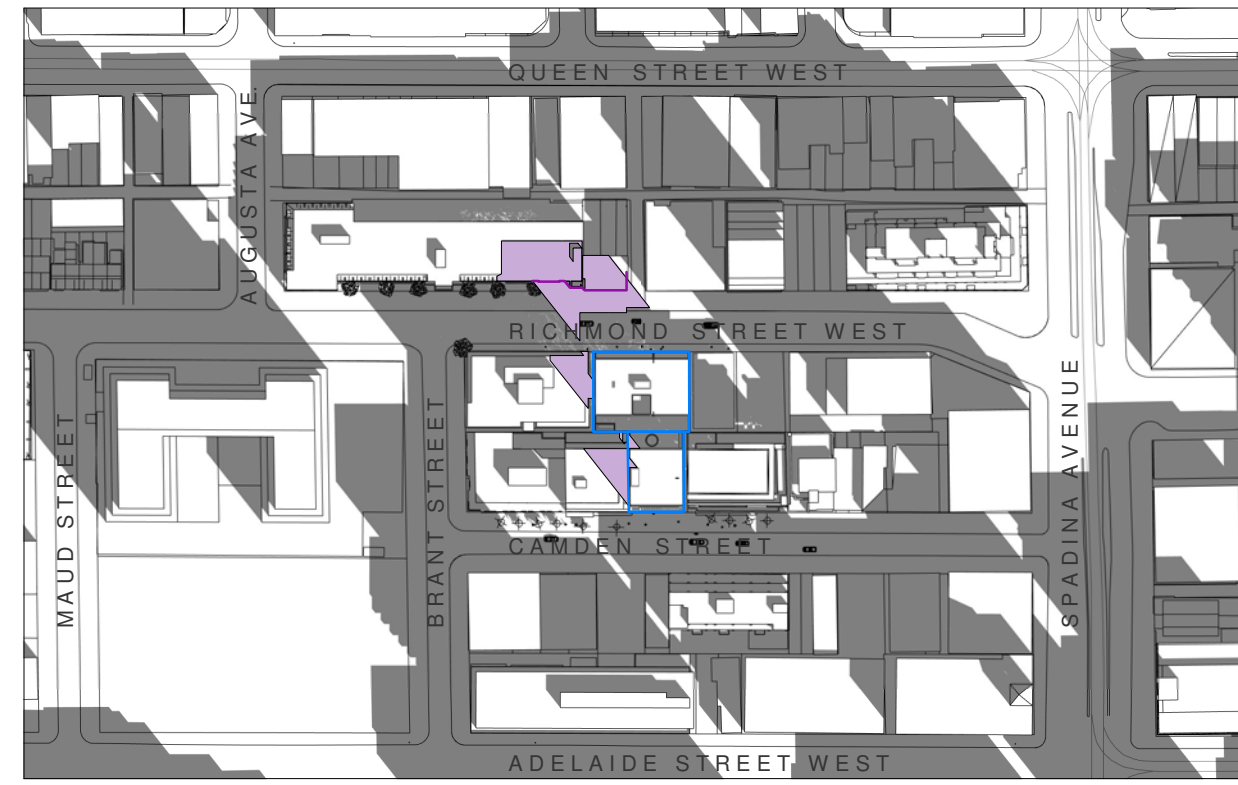 QUEEN STREET WEST
AUGUSTA AVE.
RICHMOND STREET WEST
MAUD STREET
BRANT STREET
SPADINA AVENUE
CAMDEN STREET
ADELAIDE STREET WEST